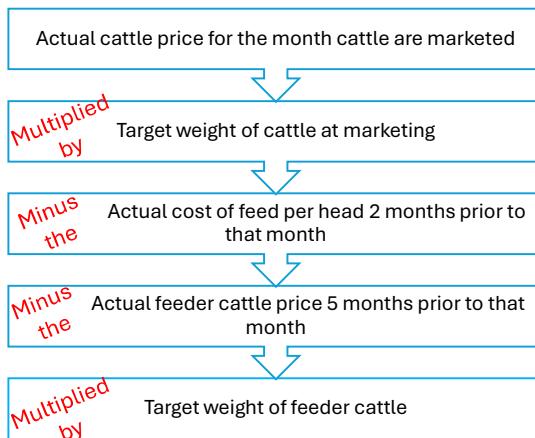 Actual cattle price for the month cattle are marketed
Multiplied
by
Target weight of cattle at marketing
Minus
the
Actual cost of feed per head 2 months prior to
that month
Minus
the
Actual feeder cattle price 5 months prior to that
month
Multiplied
by
Target weight of feeder cattle